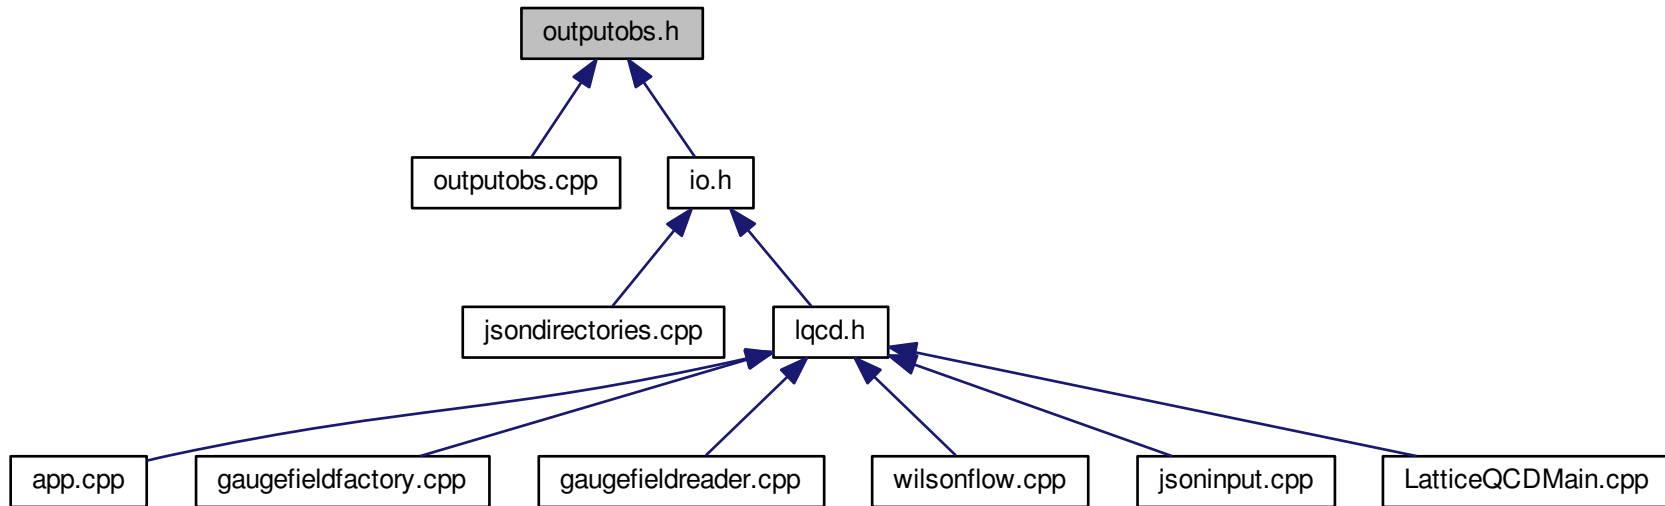 outputobs.h
outputobs.cpp
io.h
jsondirectories.cpp
lqcd.h
app.cpp
gaugefieldfactory.cpp
gaugefieldreader.cpp
wilsonflow.cpp
jsoninput.cpp
LatticeQCDMain.cpp